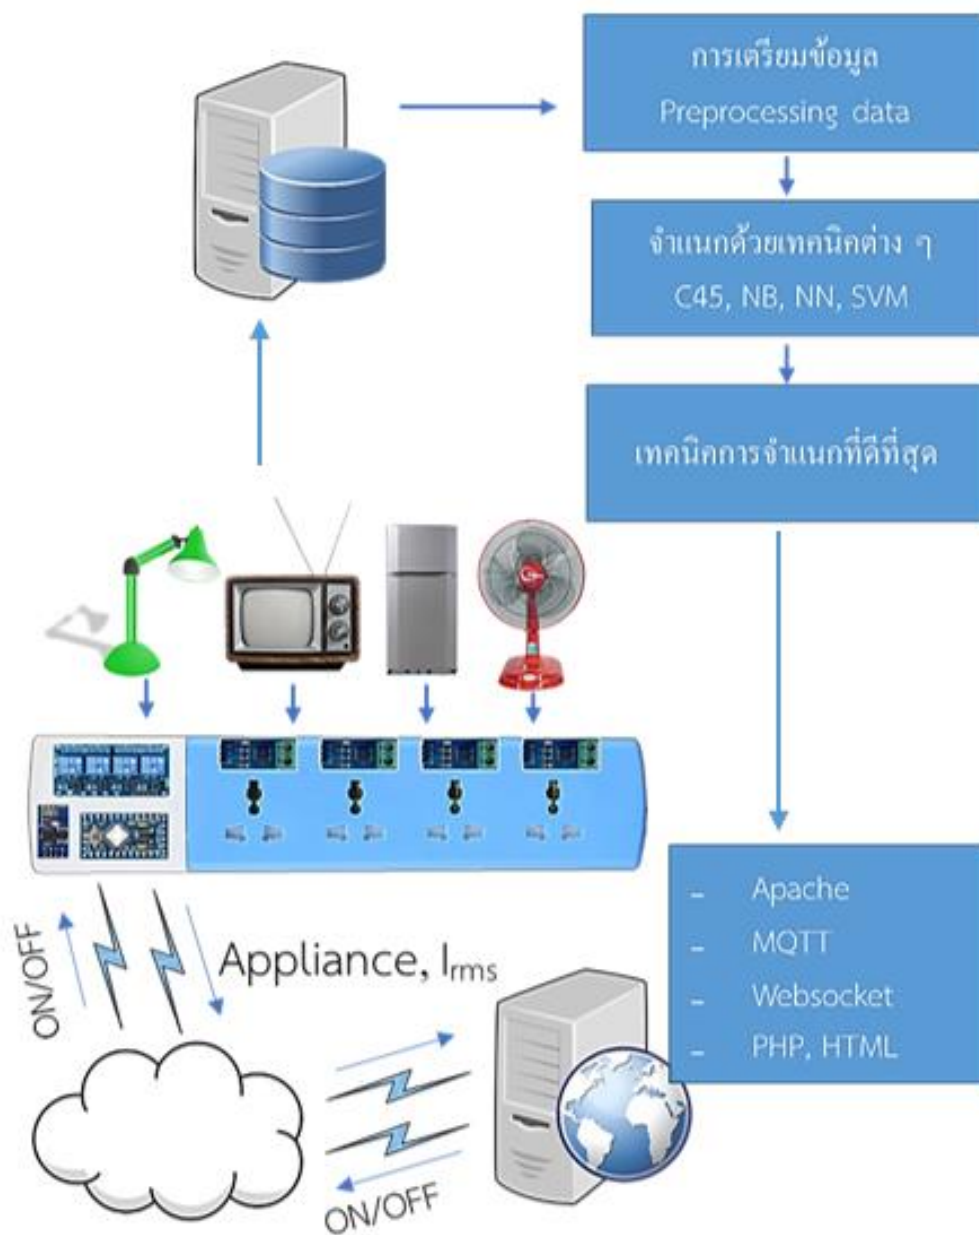 การเตรียมข้อมูล
Preprocessing data
จำแนกด้วยเทคนิคต่าง ๆ
C45, NB, NN, SVM
เทคนิคการจำแนกที่ดีที่สุด
ON/OFF
Appliance, Irms
- Apache
- MQTT
- Websocket
- PHP, HTML
ON/OFF